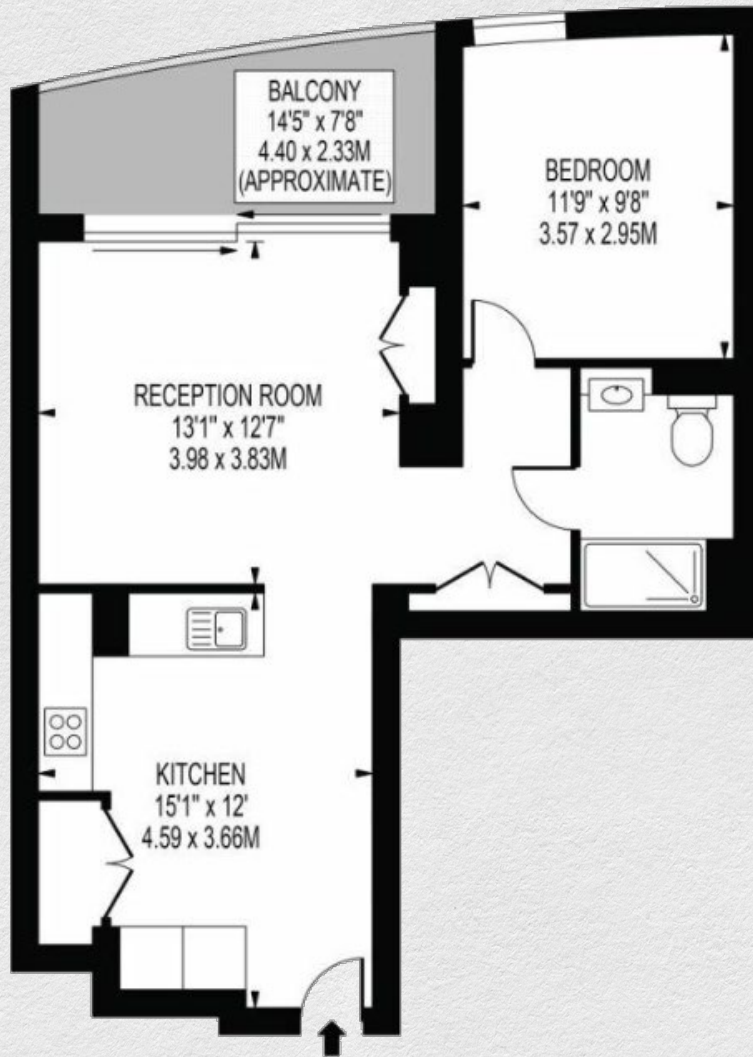 BALCONY
14'5" x 7'8"
4.40 x 2.33M
(APPROXIMATE)
BEDROOM
11'9" x 9'8"
3.57 x 2.95M
RECEPTION ROOM
13'1" x 12'7"
3.98 x 3.83M
KITCHEN
15'1" x 12'
4.59 x 3.66M